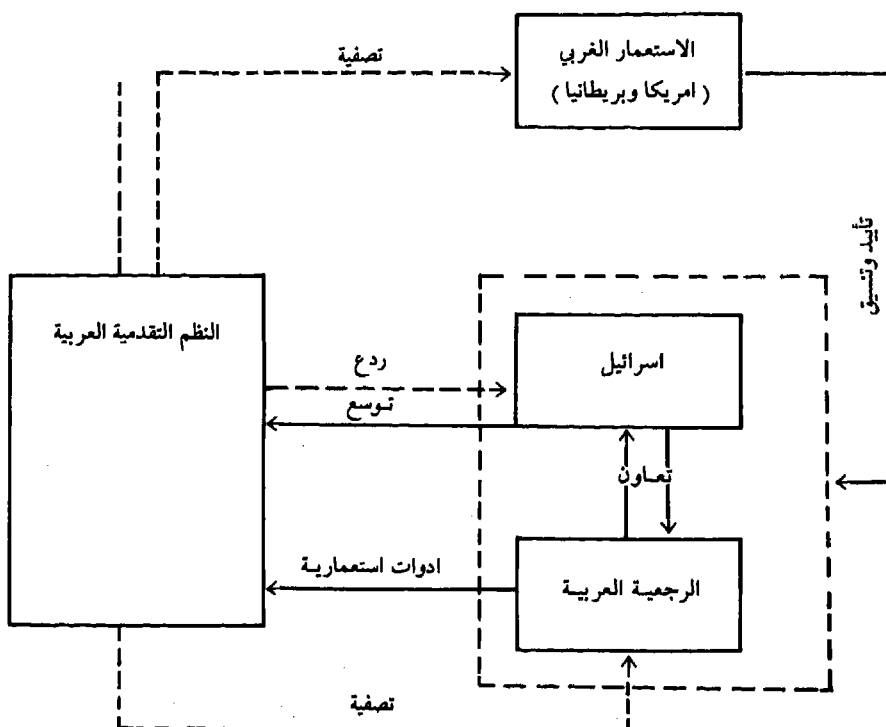 تصفية
الاستعمار الغربي
( امريكا وبريطانيا )
تأييد وتنسيق
النظم التقدمية العربية
اسرائيل
ردع
توسع
تعاون
ادوات استعمارية
الرجعية العربية
تصفية